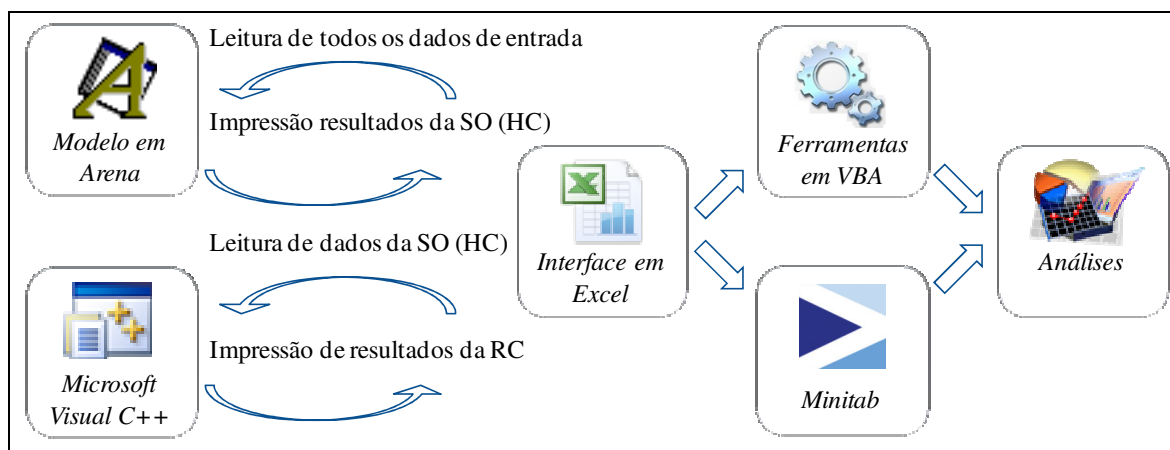 Leitura de todos os dados de entrada
Modelo em
Arena
Impressão resultados da SO (HC)
Leitura de dados da SO (HC)
Microsoft
Visual C++
Impressão de resultados da RC
Interface em
Excel
Ferramentas
em VBA
Minitab
Análises